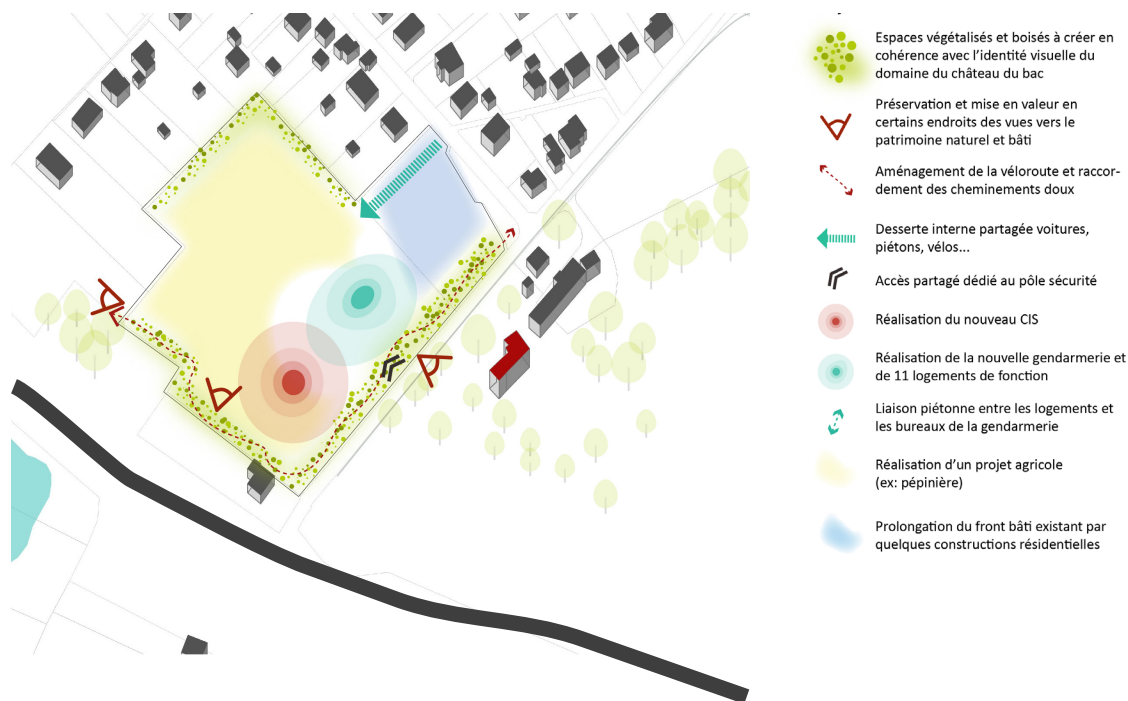 Espaces végétalisés et boisés à créer en
cohérence avec l'identité visuelle du
domaine du château du bac
Préservation et mise en valeur en
certains endroits des vues vers le
patrimoine naturel et bâti
Aménagement de la véloroute et raccor-
dement des cheminements doux
Desserte interne partagée voitures,
piétons, vélos...
Accès partagé dédié au pôle sécurité
Réalisation du nouveau CIS
Réalisation de la nouvelle gendarmerie et
de 11 logements de fonction
Liaison piétonne entre les logements et
les bureaux de la gendarmerie
Réalisation d'un projet agricole
(ex: pépinière)
Prolongation du front bâti existant par
quelques constructions résidentielles